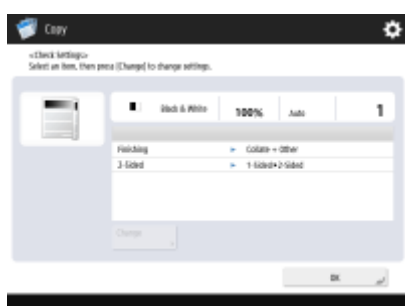 Copy
<Check Settings>
Select an item, then press [Change] to change settings.
Black & White 100% Auto 1
Finishing ► Collate + Other
2-Sided ► 1-Sided►2-Sided
Change
OK